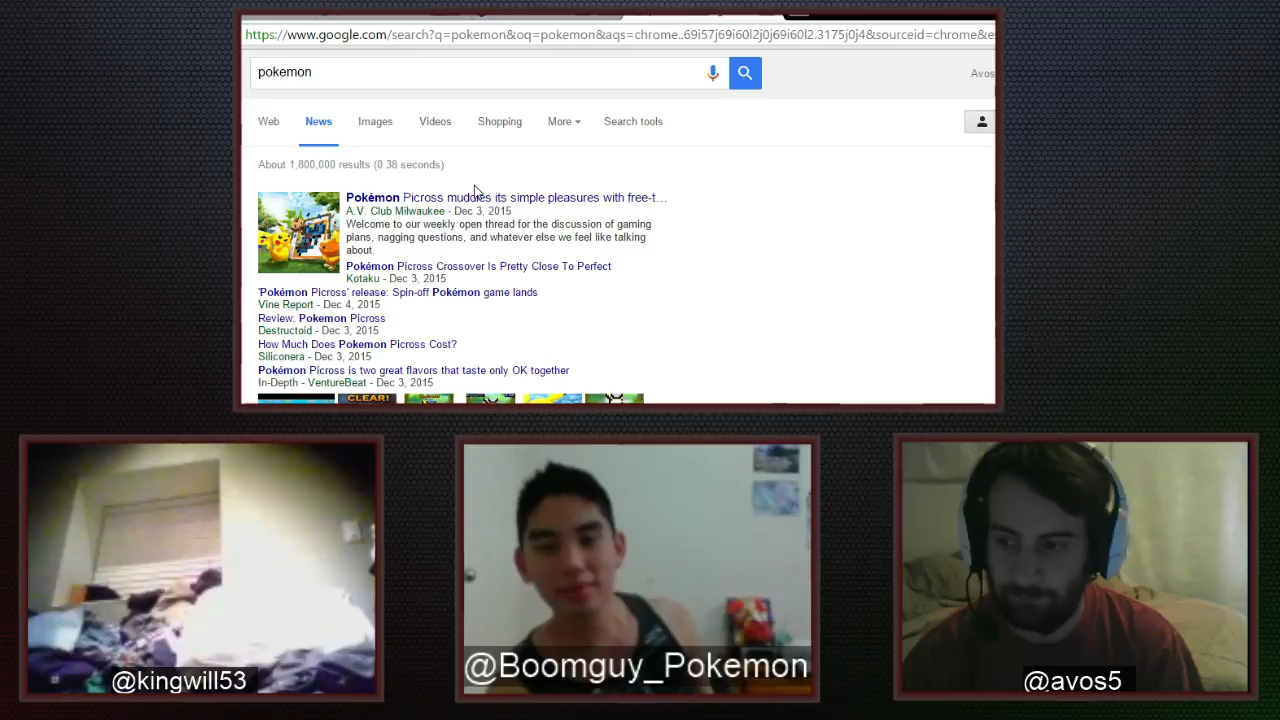 https://www.google.com/search?q=pokemon&oq=pokemon&aqs=chrome..69i57j69i60l2j0j69i60l2.3175j0j4&sourceid=chrome&e
pokemon
Avos
Web News Images Videos Shopping More Search tools
About 1,800,000 results (0.38 seconds)
Pokémon Picross muddles its simple pleasures with free-t…
A.V. Club Milwaukee - Dec 3, 2015
Welcome to our weekly open thread for the discussion of gaming
plans, nagging questions, and whatever else we feel like talking
about.
Pokémon Picross Crossover Is Pretty Close To Perfect
Kotaku - Dec 3, 2015
'Pokémon Picross' release: Spin-off Pokémon game lands
Vine Report - Dec 4, 2015
Review: Pokemon Picross
Destructoid - Dec 3, 2015
How Much Does Pokemon Picross Cost?
Siliconera - Dec 3, 2015
Pokémon Picross is two great flavors that taste only OK together
In-Depth - VentureBeat - Dec 3, 2015
CLEAR!
@kingwill53
@Boomguy_Pokemon
@avos5